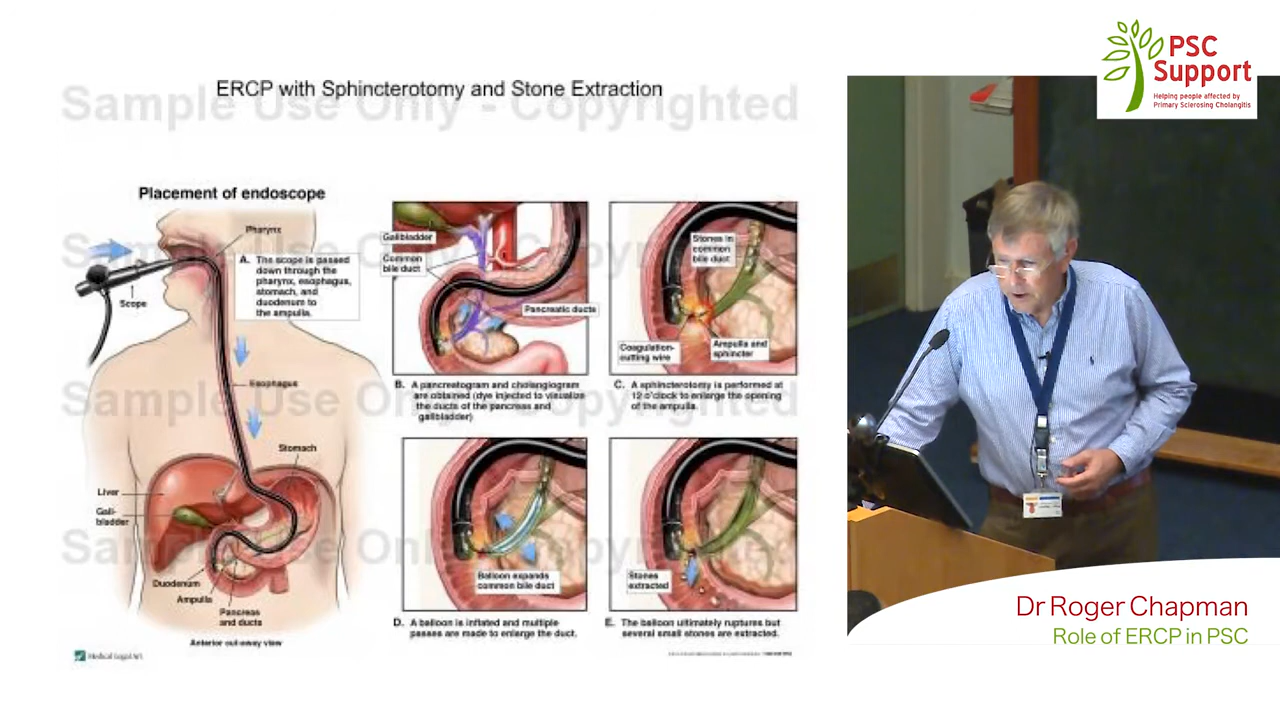 ERCP with Sphincterotomy and Stone Extraction
Sample Use Only - Copyrighted
Placement of endoscope
Pharynx
A. The scope is passed
down through the
pharynx, esophagus,
stomach, and
duodenum to
the ampulla.
Scope
Esophagus
Stomach
Liver
Gall-
bladder
Duodenum
Ampulla
Pancreas
and ducts
Anterior cut-away view
Medical Legal Art
Gallbladder
Common
bile duct
Pancreatic ducts
B. A pancreatogram and cholangiogram
are obtained (dye injected to visualize
the ducts of the pancreas and
gallbladder)
Stones in
common
bile duct
Coagulation-
cutting wire
Ampulla and
sphincter
C. A sphincterotomy is performed at
12 o'clock to enlarge the opening
of the ampulla.
Balloon expands
common bile duct
D. A balloon is inflated and multiple
passes are made to enlarge the duct.
Stones
extracted
E. The balloon ultimately ruptures but
several small stones are extracted.
Sample Use Only - Copyrighted
Sample Use Only - Copyrighted
Sample Use Only - Copyrighted
PSC
Support
Helping people affected by
Primary Sclerosing Cholangitis
Dr Roger Chapman
Role of ERCP in PSC